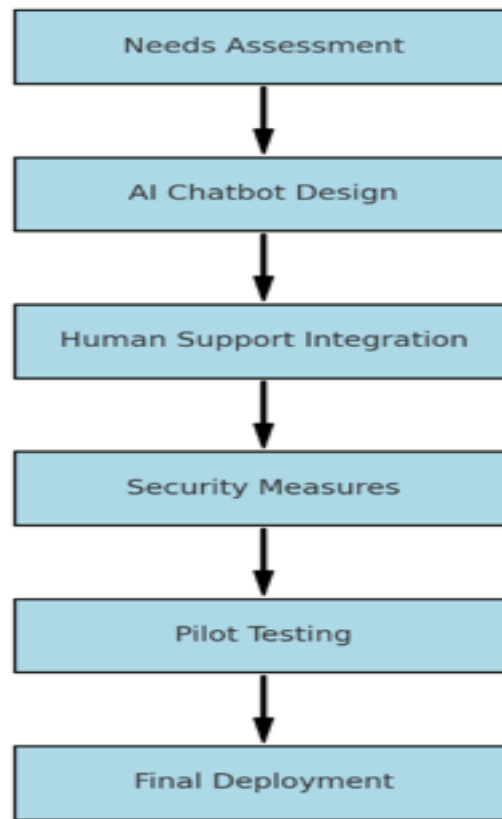 Needs Assessment
AI Chatbot Design
Human Support Integration
Security Measures
Pilot Testing
Final Deployment